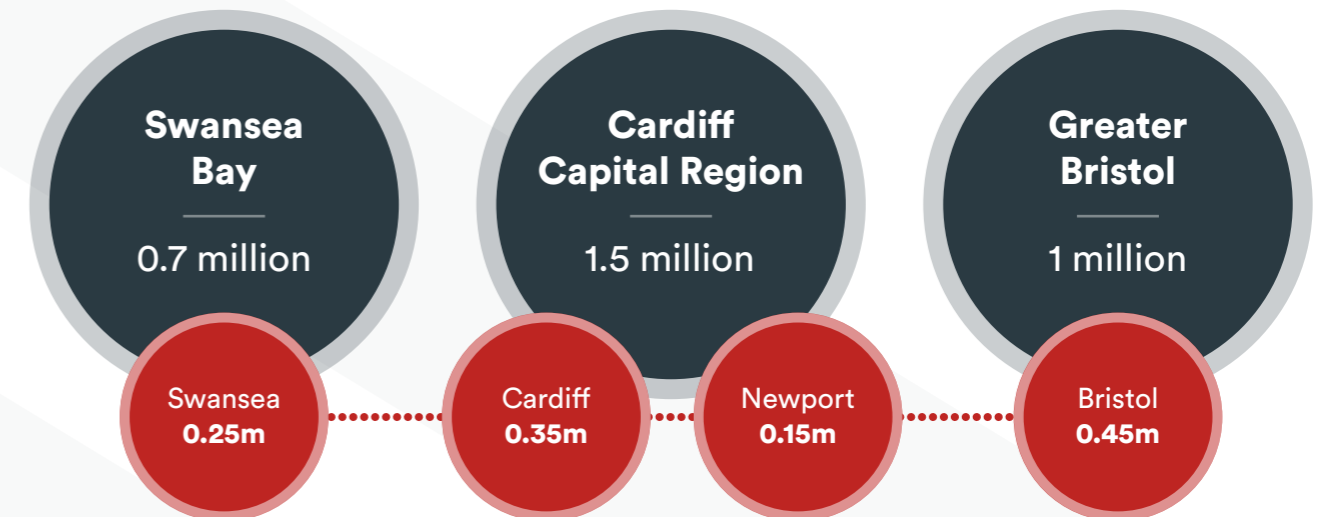 Swansea
Bay
0.7 million
Cardiff
Capital Region
1.5 million
Greater
Bristol
1 million
Swansea
0.25m
Cardiff
0.35m
Newport
0.15m
Bristol
0.45m